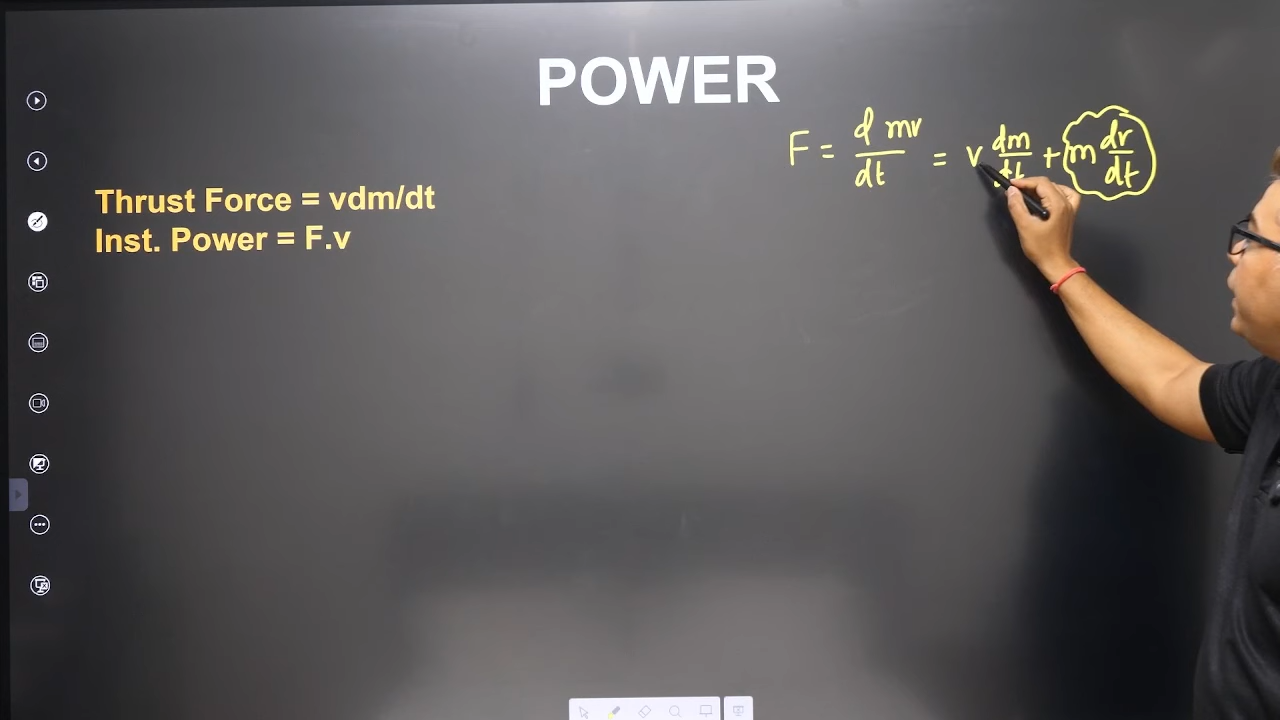 POWER
F = d mv/dt = v dm/dt + m dv/dt
Thrust Force = vdm/dt
Inst. Power = F.v